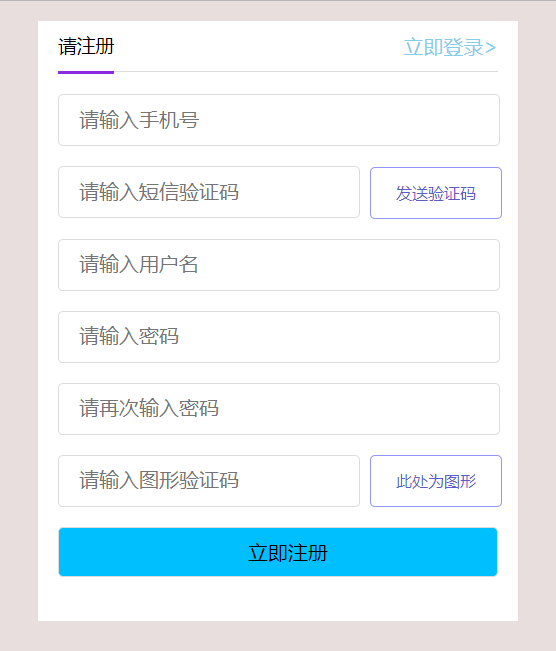 请注册
立即登录>
请输入手机号
请输入短信验证码
发送验证码
请输入用户名
请输入密码
请再次输入密码
请输入图形验证码
此处为图形
立即注册